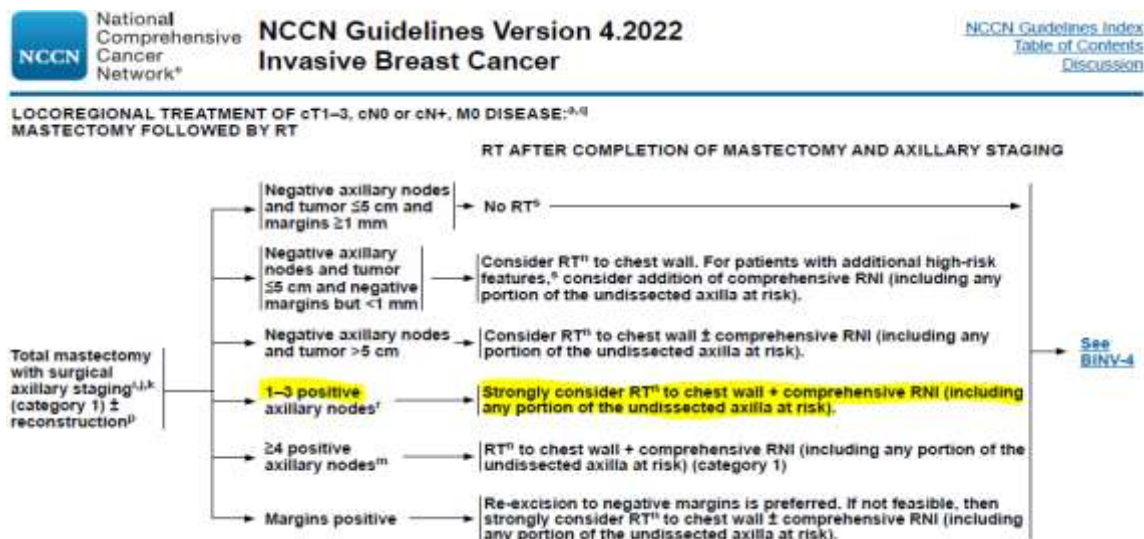 NCCN
National
Comprehensive
Cancer
Network®
NCCN Guidelines Version 4.2022
Invasive Breast Cancer
NCCN Guidelines Index
Table of Contents
Discussion
LOCOREGIONAL TREATMENT OF cT1–3, cN0 or cN+, M0 DISEASE:a,q
MASTECTOMY FOLLOWED BY RT
RT AFTER COMPLETION OF MASTECTOMY AND AXILLARY STAGING
Total mastectomy
with surgical
axillary staging i,j,k
(category 1) ±
reconstruction p
Negative axillary nodes
and tumor ≤5 cm and
margins ≥1 mm
No RT s
Negative axillary
nodes and tumor
≤5 cm and negative
margins but <1 mm
Consider RT n to chest wall. For patients with additional high-risk
features, s consider addition of comprehensive RNI (including any
portion of the undissected axilla at risk).
Negative axillary nodes
and tumor >5 cm
Consider RT n to chest wall ± comprehensive RNI (including any
portion of the undissected axilla at risk).
1–3 positive
axillary nodes r
Strongly consider RT n to chest wall + comprehensive RNI (including
any portion of the undissected axilla at risk).
≥4 positive
axillary nodes m
RT n to chest wall + comprehensive RNI (including any portion of the
undissected axilla at risk) (category 1)
Margins positive
Re-excision to negative margins is preferred. If not feasible, then
strongly consider RT n to chest wall ± comprehensive RNI (including
any portion of the undissected axilla at risk).
See
BINV-4